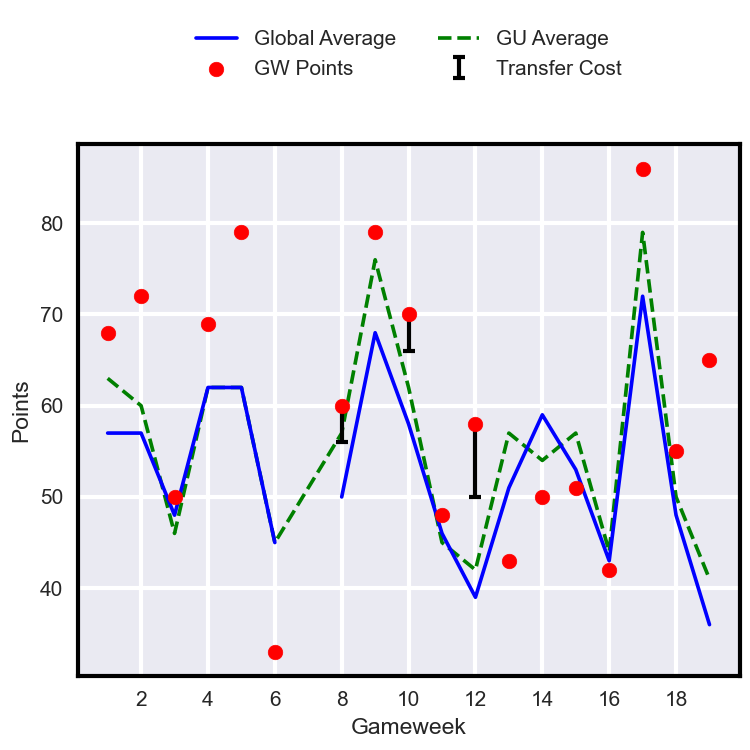 Global Average GU Average
GW Points Transfer Cost
Points
80
70
60
50
40
2 4 6 8 10 12 14 16 18
Gameweek